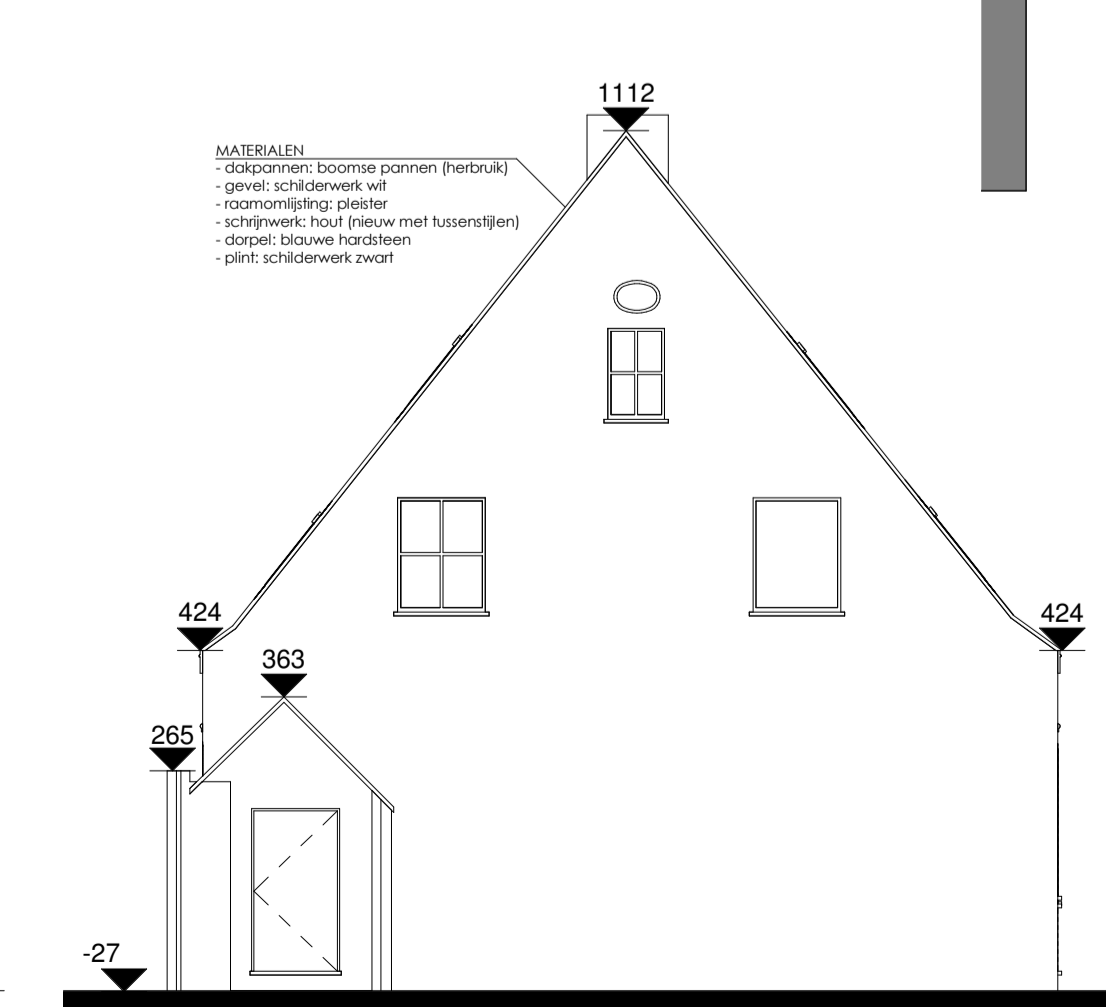 1112
MATERIALEN
- dakpannen: boomse pannen (herbruik)
- gevel: schilderwerk wit
- raamomlijsting: pleister
- schrijnwerk: hout (nieuw met tussenstijlen)
- dorpel: blauwe hardsteen
- plint: schilderwerk zwart
424
424
363
265
-27